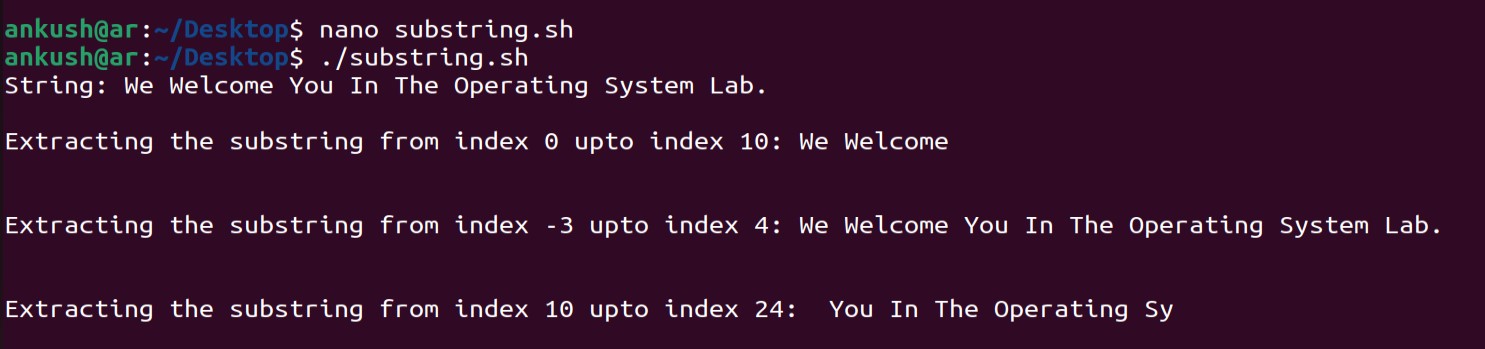 ankush@ar:~/Desktop$ nano substring.sh
ankush@ar:~/Desktop$ ./substring.sh
String: We Welcome You In The Operating System Lab.
Extracting the substring from index 0 upto index 10: We Welcome
Extracting the substring from index -3 upto index 4: We Welcome You In The Operating System Lab.
Extracting the substring from index 10 upto index 24:  You In The Operating Sy